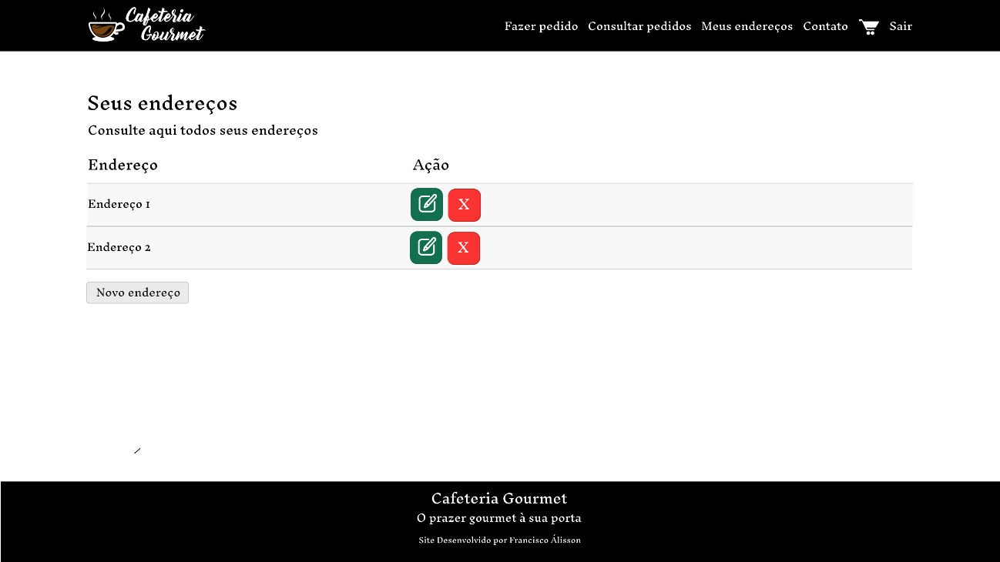 Cafeteria
Gourmet
Fazer pedido Consultar pedidos Meus endereços Contato Sair
Seus endereços
Consulte aqui todos seus endereços
Endereço Ação
Endereço 1 X
Endereço 2 X
Novo endereço
Cafeteria Gourmet
O prazer gourmet à sua porta
Site Desenvolvido por Francisco Álisson